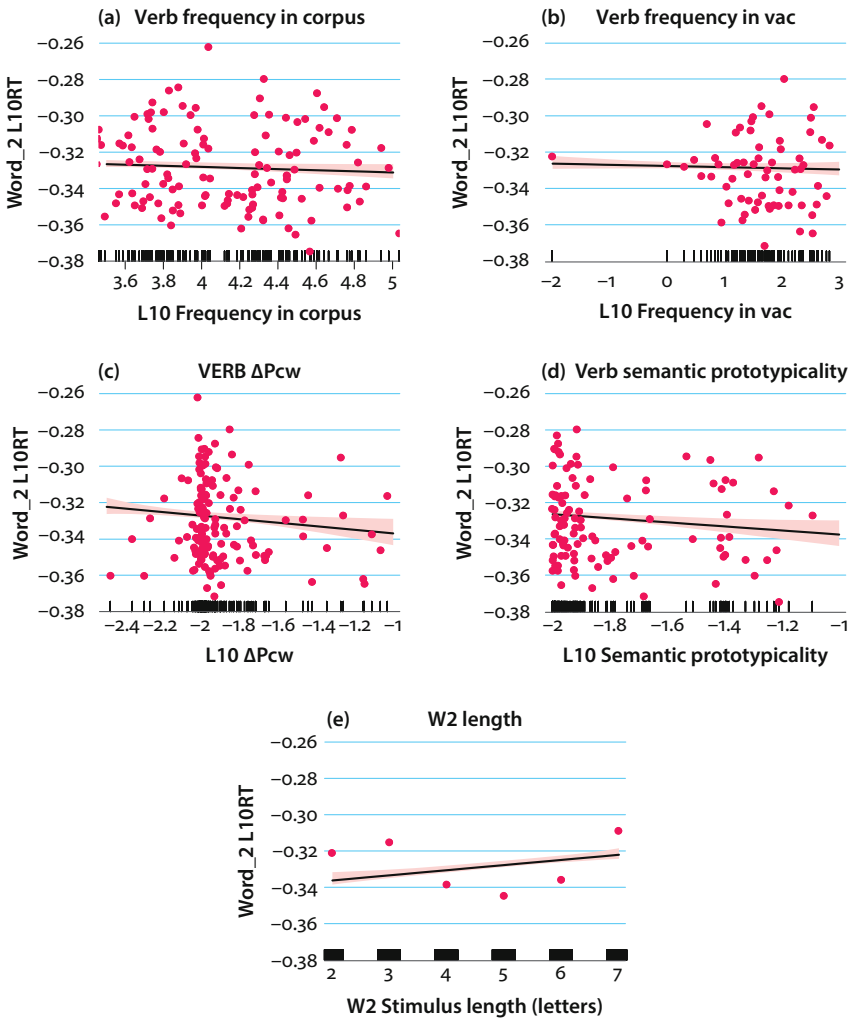 (a) Verb frequency in corpus
Word_2 L10RT
−0.26
−0.28
−0.30
−0.32
−0.34
−0.36
−0.38
3.6 3.8 4 4.2 4.4 4.6 4.8 5
L10 Frequency in corpus
(b) Verb frequency in vac
Word_2 L10RT
−0.26
−0.28
−0.30
−0.32
−0.34
−0.36
−0.38
−2 −1 0 1 2 3
L10 Frequency in vac
(c) VERB ΔPcw
Word_2 L10RT
−0.26
−0.28
−0.30
−0.32
−0.34
−0.36
−0.38
−2.4 −2.2 −2 −1.8 −1.6 −1.4 −1.2 −1
L10 ΔPcw
(d) Verb semantic prototypicality
Word_2 L10RT
−0.26
−0.28
−0.30
−0.32
−0.34
−0.36
−0.38
−2 −1.8 −1.6 −1.4 −1.2 −1
L10 Semantic prototypicality
(e) W2 length
Word_2 L10RT
−0.26
−0.28
−0.30
−0.32
−0.34
−0.36
−0.38
2 3 4 5 6 7
W2 Stimulus length (letters)